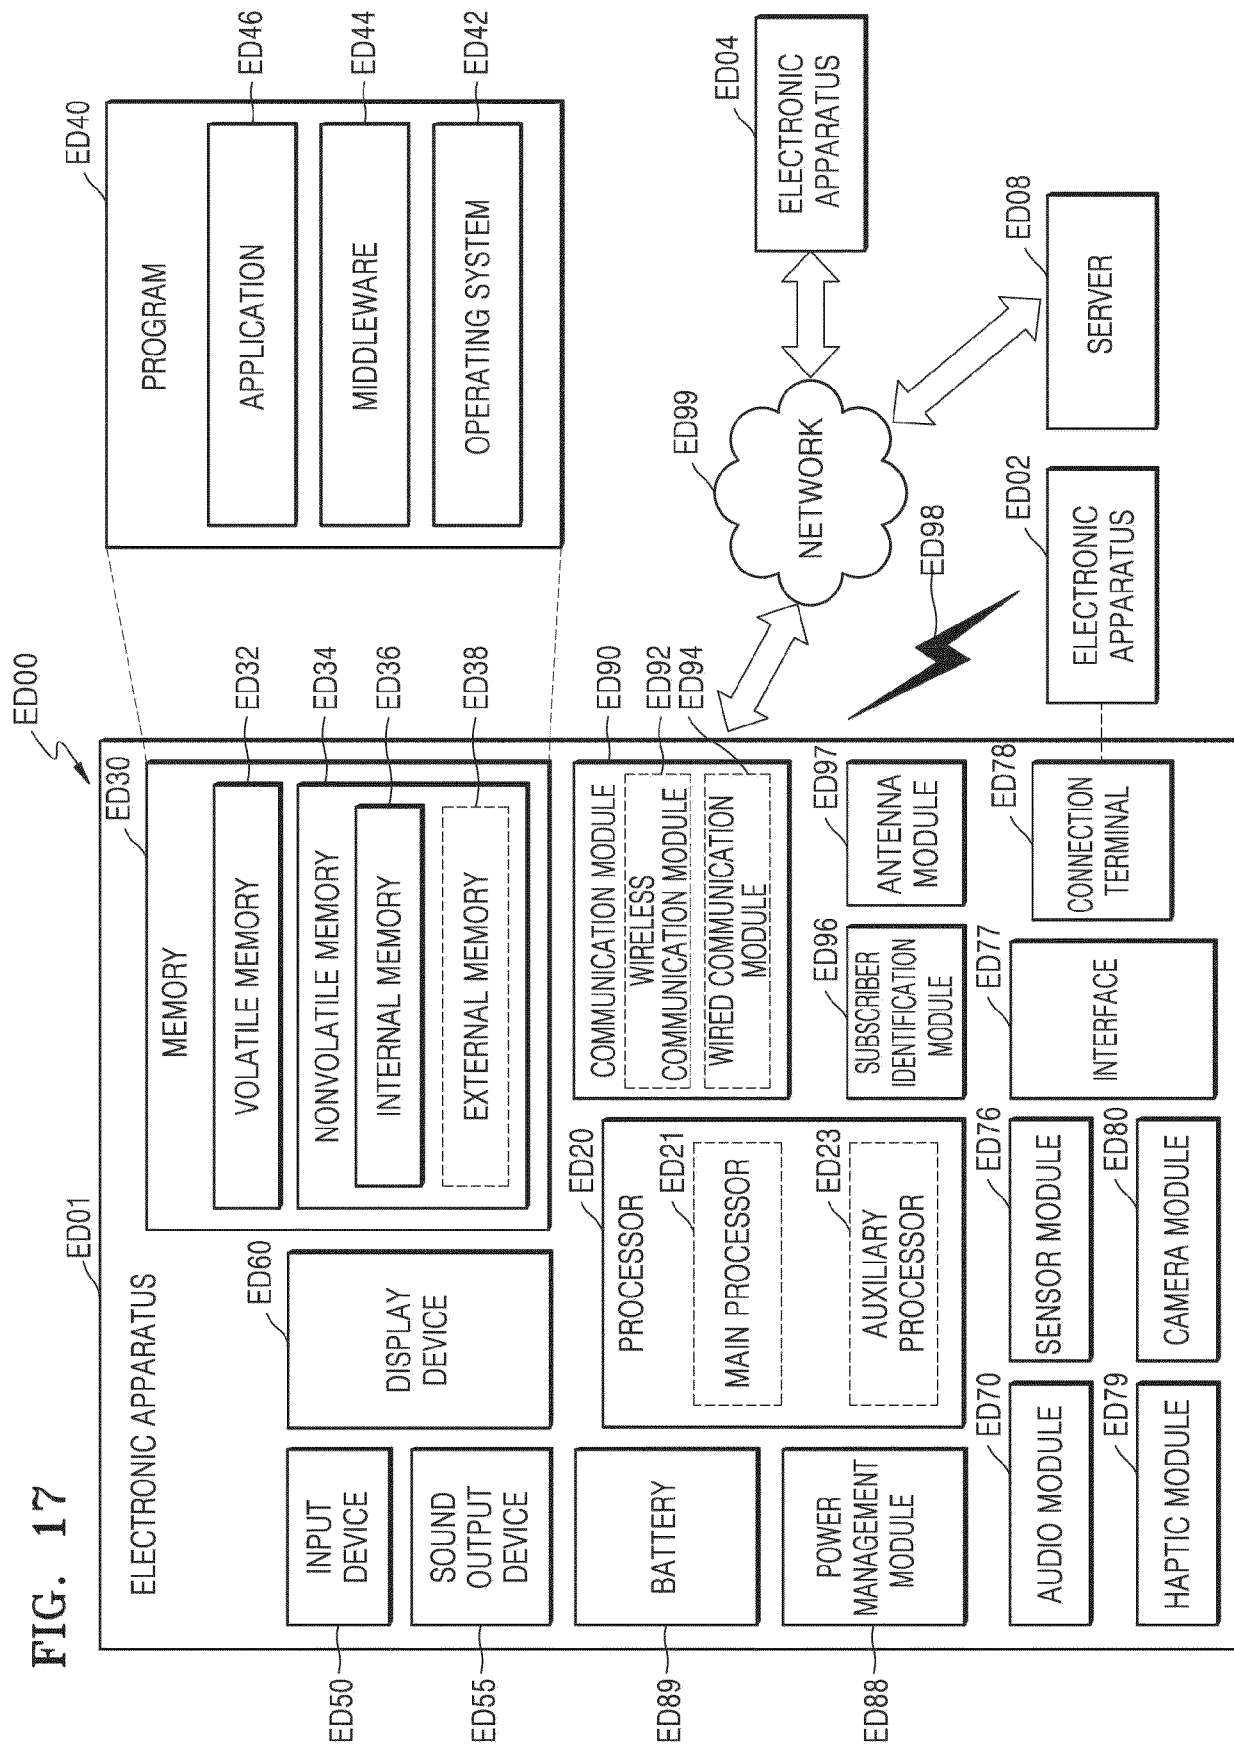 FIG. 17
ED00
ED01
ELECTRONIC APPARATUS
ED50
INPUT
DEVICE
ED55
SOUND
OUTPUT
DEVICE
ED60
DISPLAY
DEVICE
ED30
MEMORY
VOLATILE MEMORY
ED32
NONVOLATILE MEMORY
ED34
INTERNAL MEMORY
ED36
EXTERNAL MEMORY
ED38
ED40
PROGRAM
APPLICATION
ED46
MIDDLEWARE
ED44
OPERATING SYSTEM
ED42
ED89
BATTERY
ED88
POWER
MANAGEMENT
MODULE
ED20
PROCESSOR
ED21
MAIN PROCESSOR
ED23
AUXILIARY
PROCESSOR
COMMUNICATION MODULE
ED90
WIRELESS
COMMUNICATION MODULE
ED92
WIRED COMMUNICATION
MODULE
ED94
ED96
SUBSCRIBER
IDENTIFICATION
MODULE
ED97
ANTENNA
MODULE
ED70
AUDIO MODULE
ED76
SENSOR MODULE
ED77
INTERFACE
ED78
CONNECTION
TERMINAL
ED79
HAPTIC MODULE
ED80
CAMERA MODULE
ED99
NETWORK
ED98
ED04
ELECTRONIC
APPARATUS
ED02
ELECTRONIC
APPARATUS
ED08
SERVER